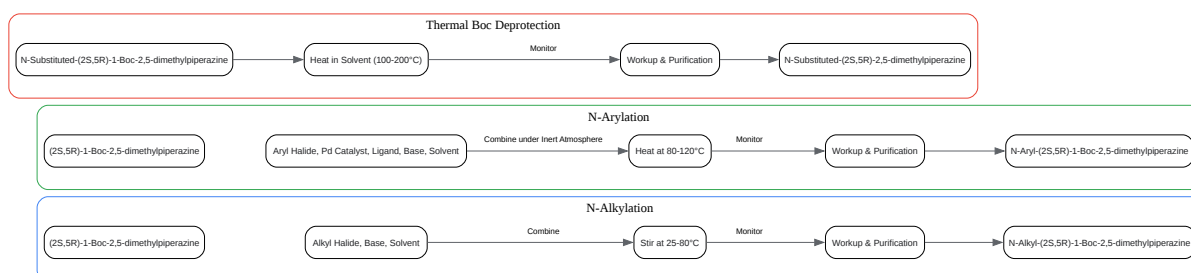 Thermal Boc Deprotection
N-Substituted-(2S,5R)-1-Boc-2,5-dimethylpiperazine
Heat in Solvent (100-200°C)
Monitor
Workup & Purification
N-Substituted-(2S,5R)-2,5-dimethylpiperazine
N-Arylation
(2S,5R)-1-Boc-2,5-dimethylpiperazine
Aryl Halide, Pd Catalyst, Ligand, Base, Solvent
Combine under Inert Atmosphere
Heat at 80-120°C
Monitor
Workup & Purification
N-Aryl-(2S,5R)-1-Boc-2,5-dimethylpiperazine
N-Alkylation
(2S,5R)-1-Boc-2,5-dimethylpiperazine
Alkyl Halide, Base, Solvent
Combine
Stir at 25-80°C
Monitor
Workup & Purification
N-Alkyl-(2S,5R)-1-Boc-2,5-dimethylpiperazine